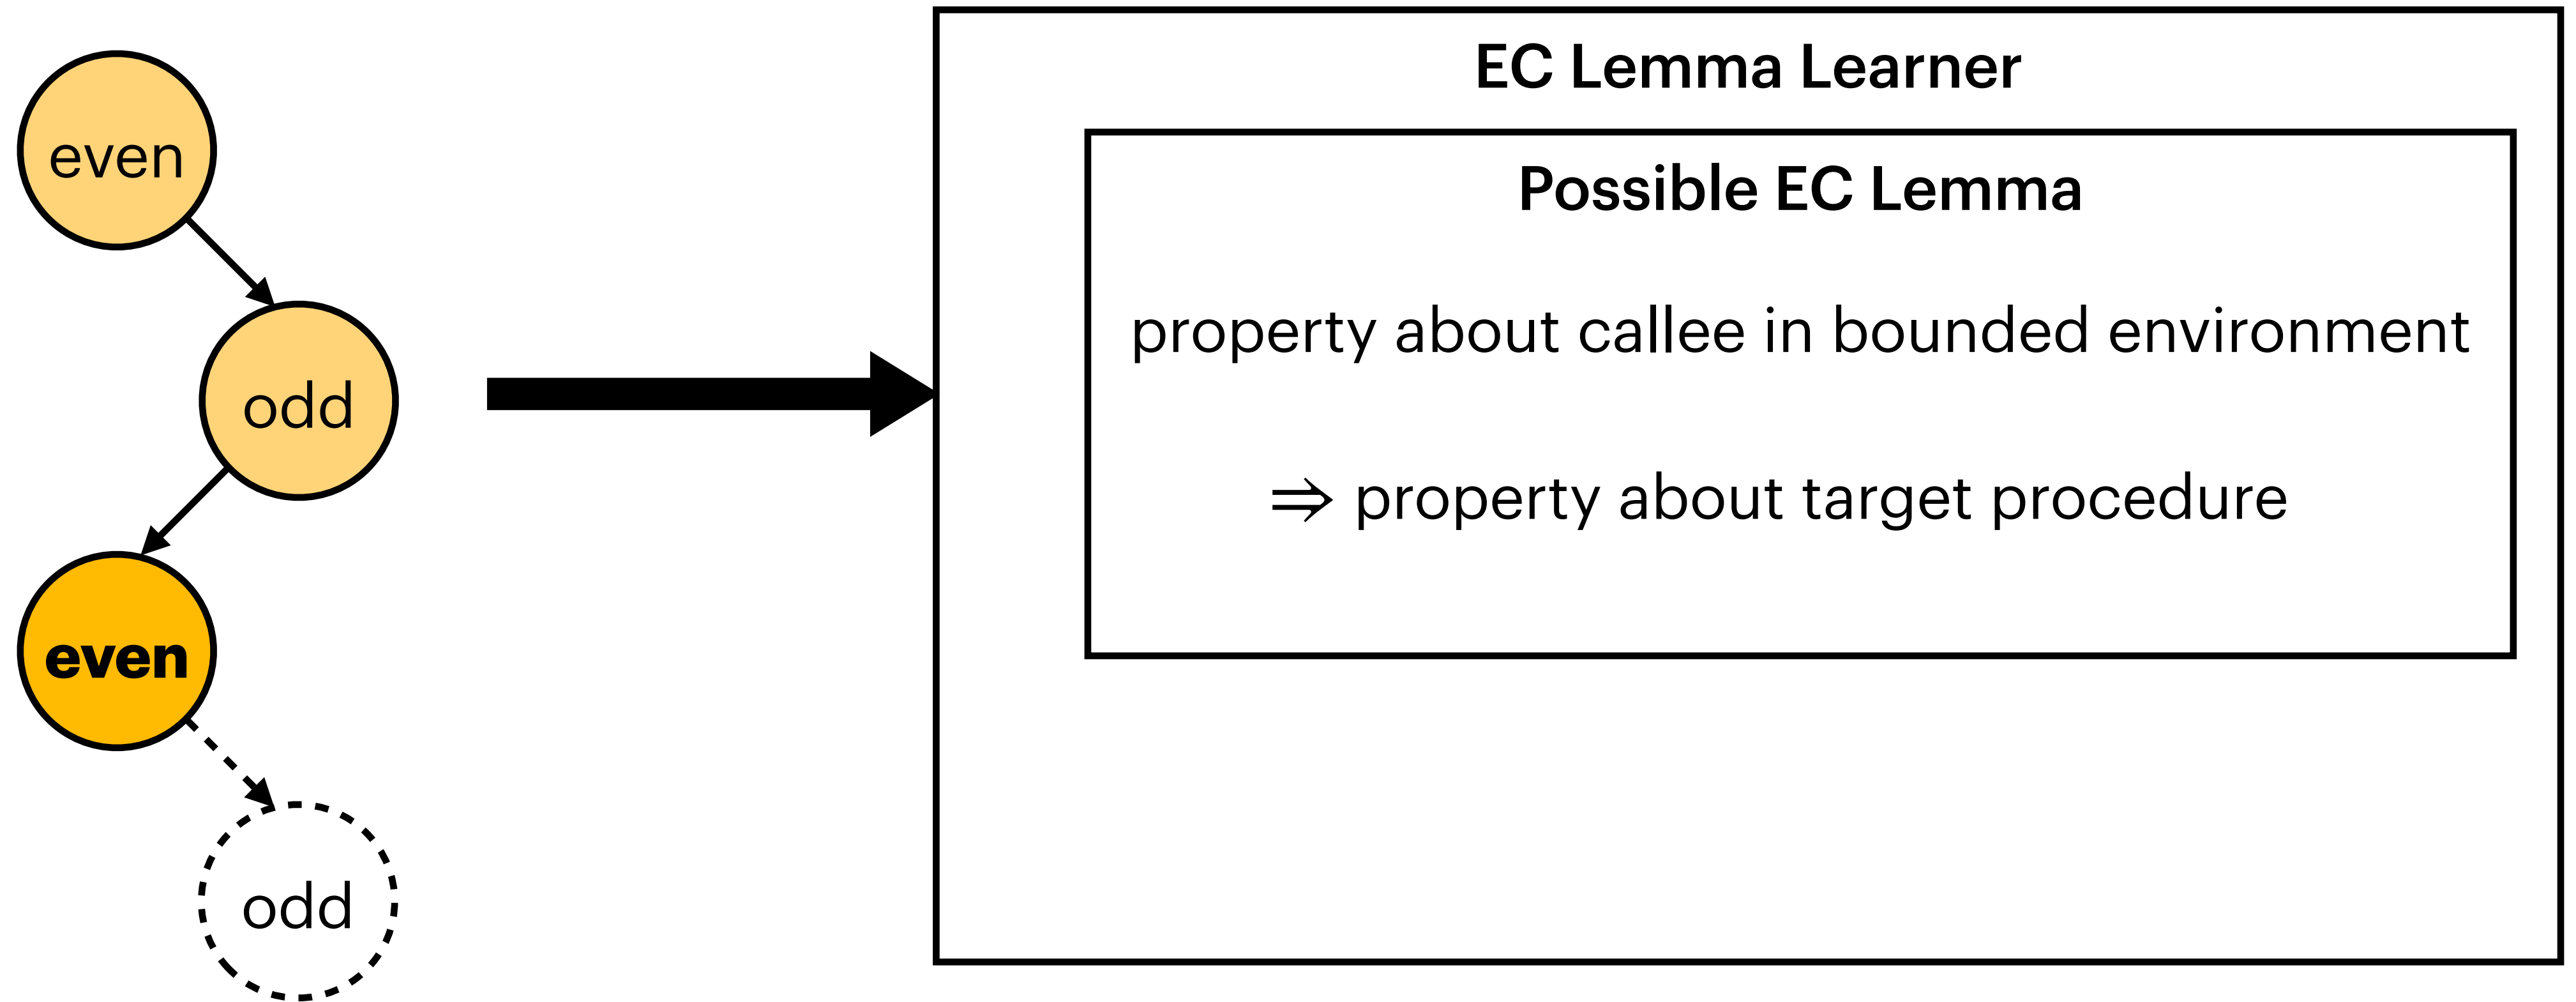 even
odd
even
odd
EC Lemma Learner
Possible EC Lemma
property about callee in bounded environment
⇒ property about target procedure